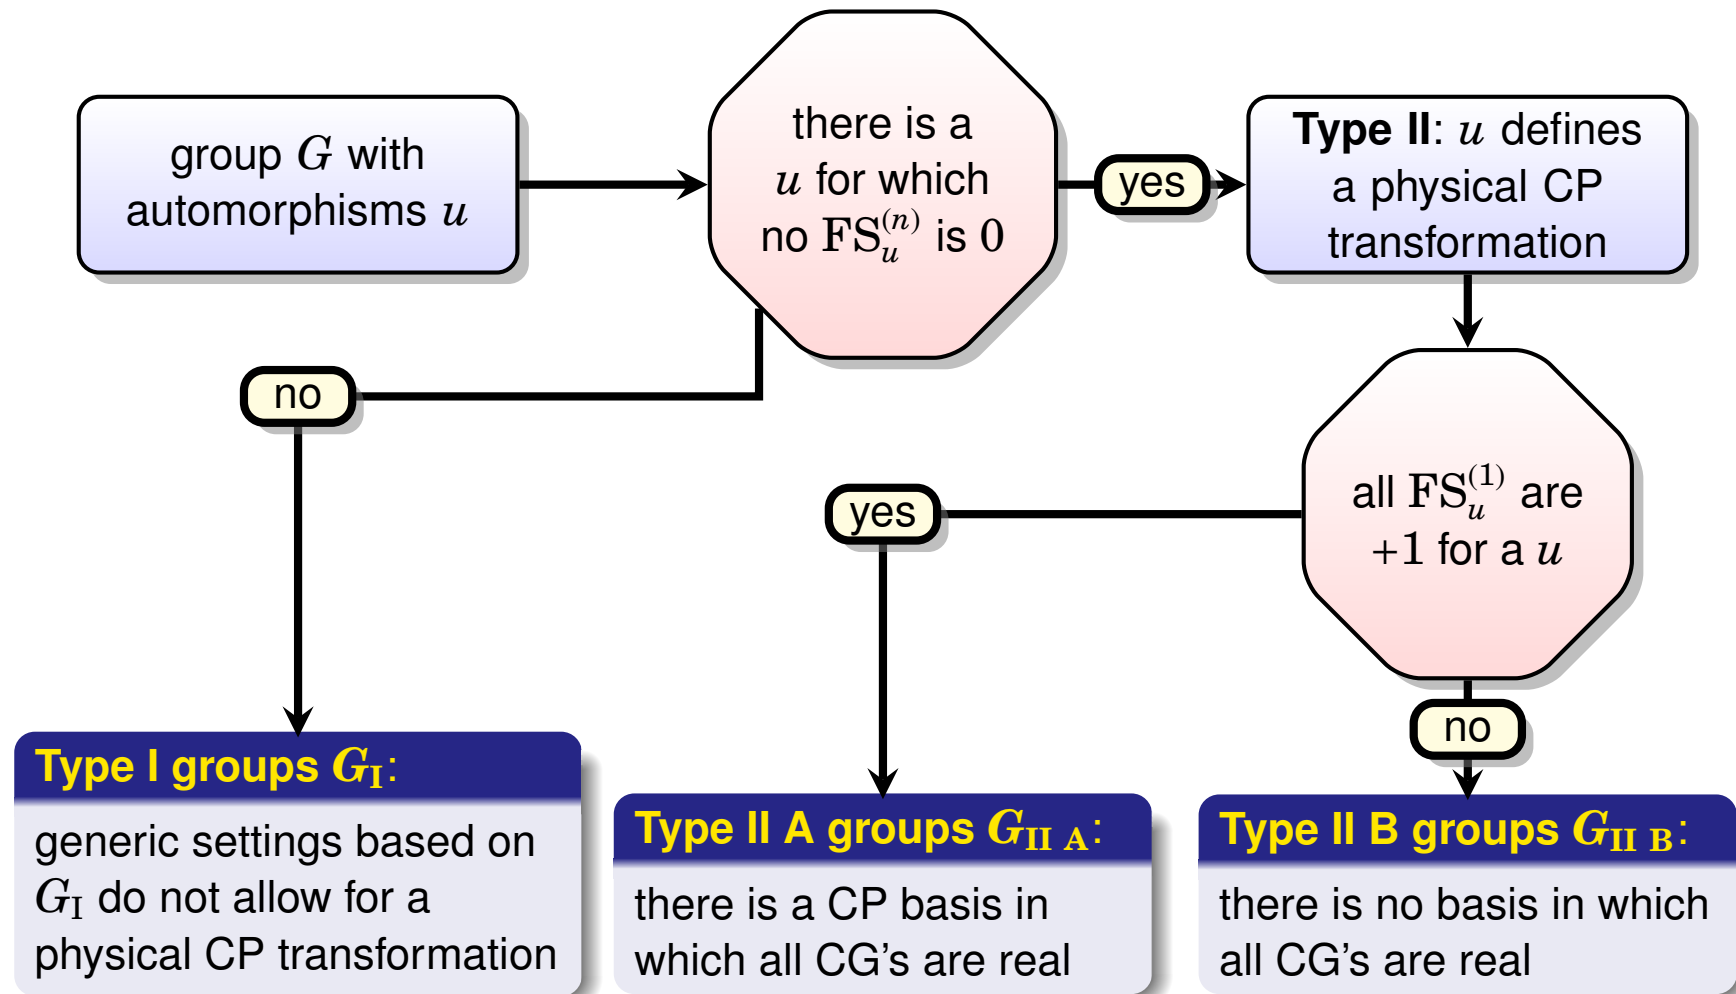 group G with
automorphisms u
there is a
u for which
no FS_u^(n) is 0
yes
Type II: u defines
a physical CP
transformation
no
yes
all FS_u^(1) are
+1 for a u
no
Type I groups G_I:
generic settings based on
G_I do not allow for a
physical CP transformation
Type II A groups G_II A:
there is a CP basis in
which all CG's are real
Type II B groups G_II B:
there is no basis in which
all CG's are real